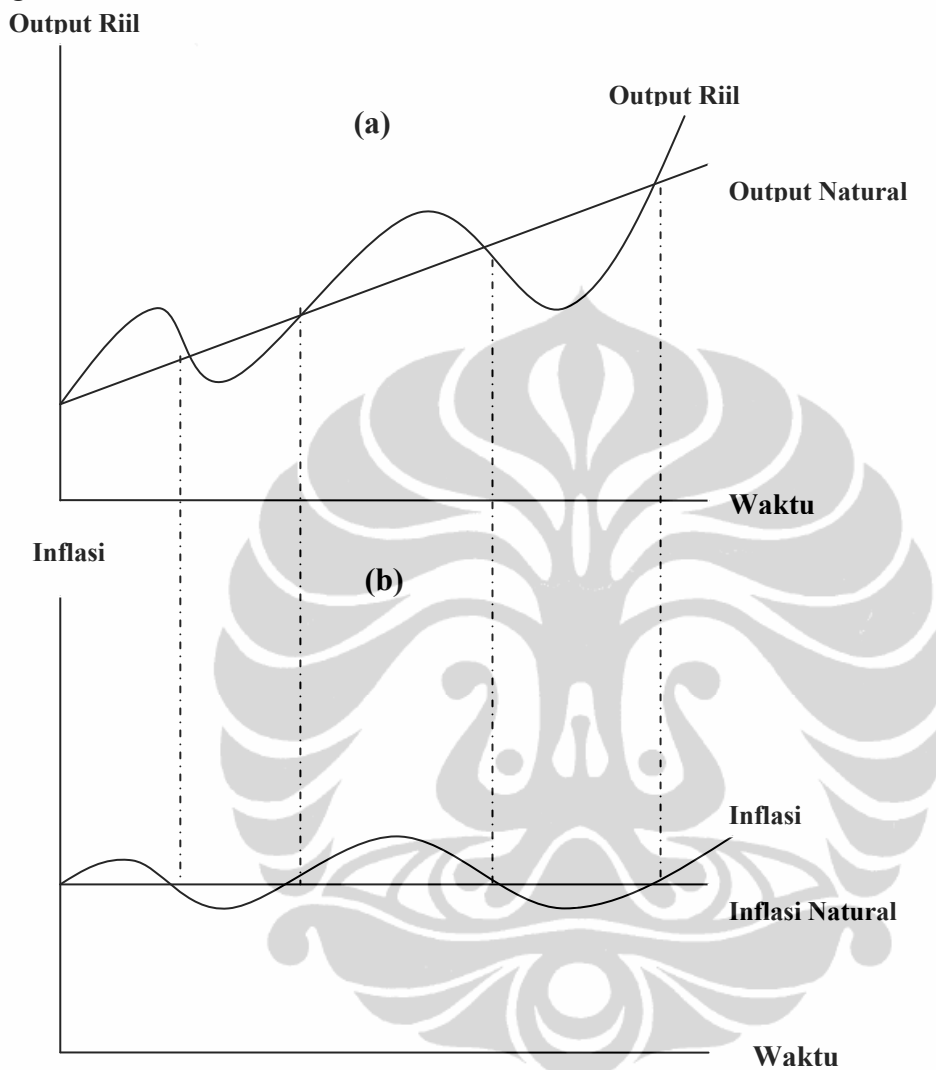 Output Riil
Output Riil
(a)
Output Natural
Waktu
Inflasi
(b)
Inflasi
Inflasi Natural
Waktu